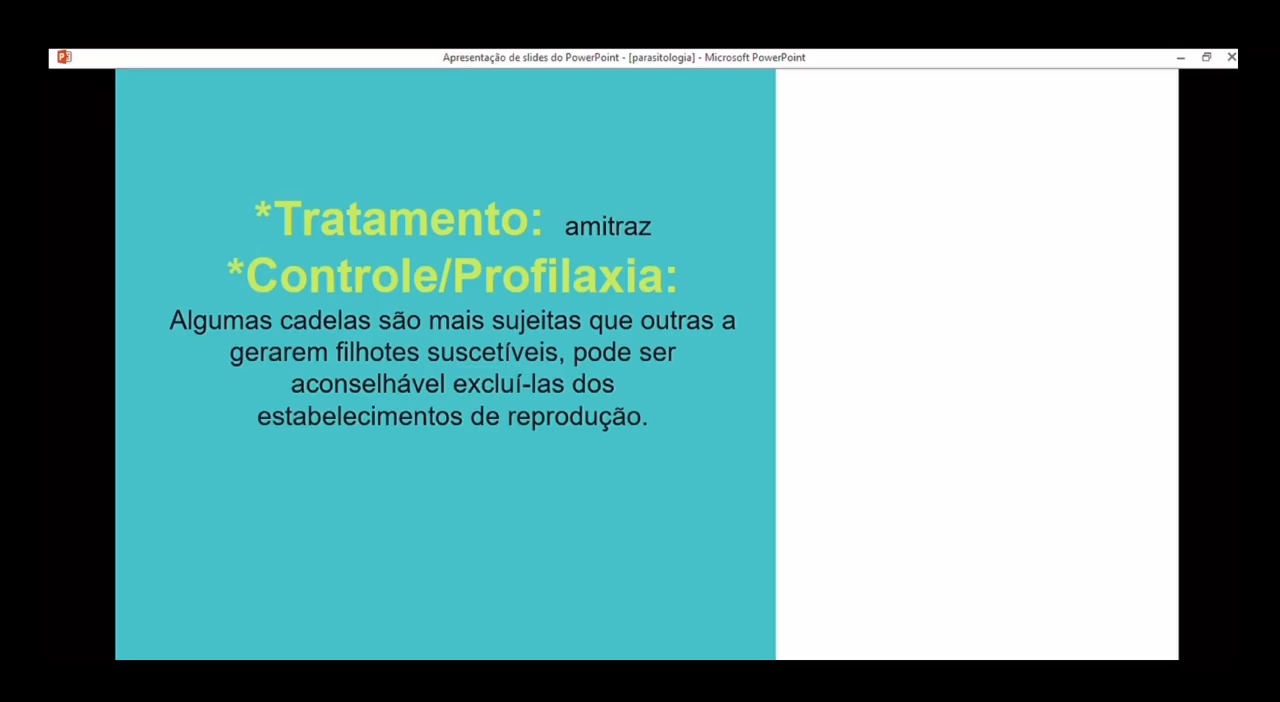 Apresentação de slides do PowerPoint - [parasitologia] - Microsoft PowerPoint
*Tratamento: amitraz
*Controle/Profilaxia:
Algumas cadelas são mais sujeitas que outras a
gerarem filhotes suscetíveis, pode ser
aconselhável excluí-las dos
estabelecimentos de reprodução.